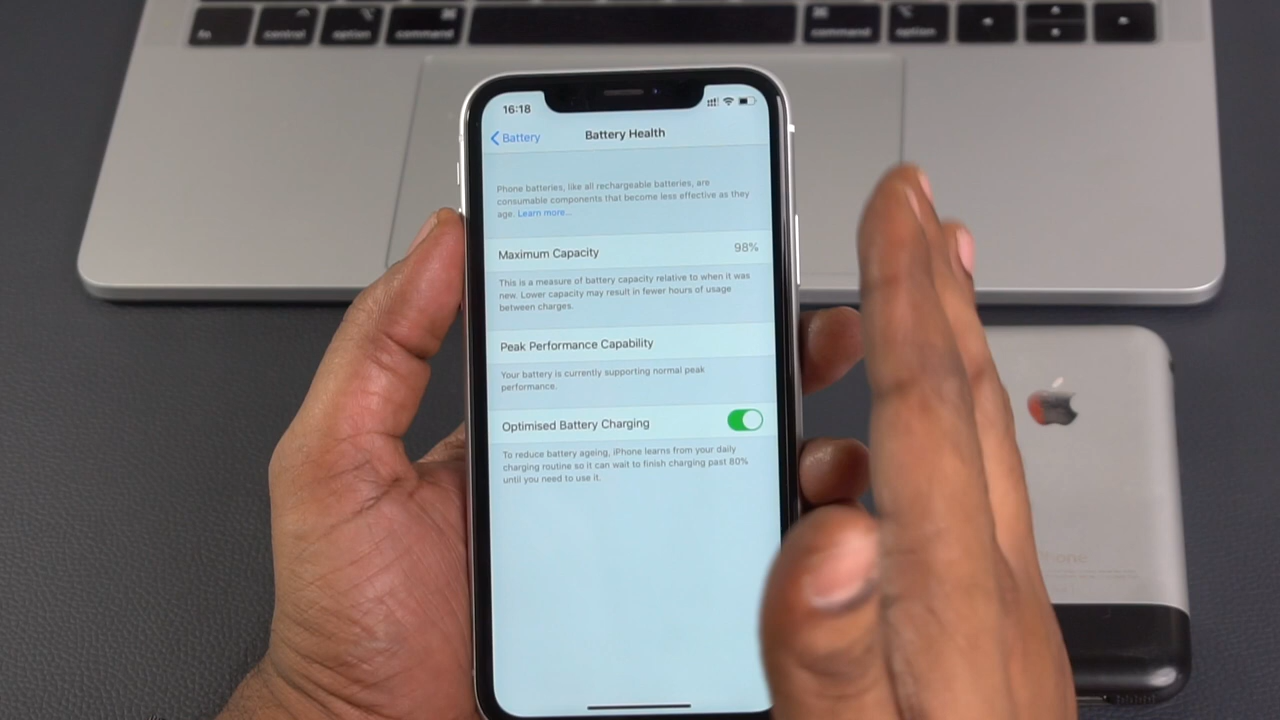 fn control option command command option
16:18
Battery Battery Health
Phone batteries, like all rechargeable batteries, are
consumable components that become less effective as they
age. Learn more...
Maximum Capacity 98%
This is a measure of battery capacity relative to when it was
new. Lower capacity may result in fewer hours of usage
between charges.
Peak Performance Capability
Your battery is currently supporting normal peak
performance.
Optimised Battery Charging
To reduce battery ageing, iPhone learns from your daily
charging routine so it can wait to finish charging past 80%
until you need to use it.